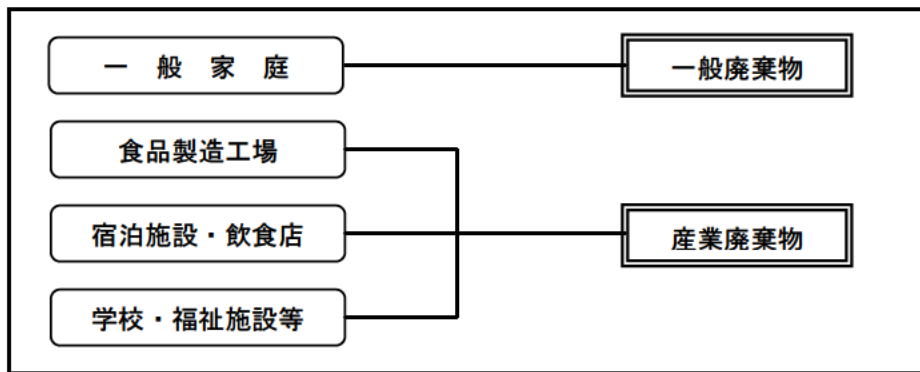 一般家庭
一般廃棄物
食品製造工場
宿泊施設・飲食店
産業廃棄物
学校・福祉施設等